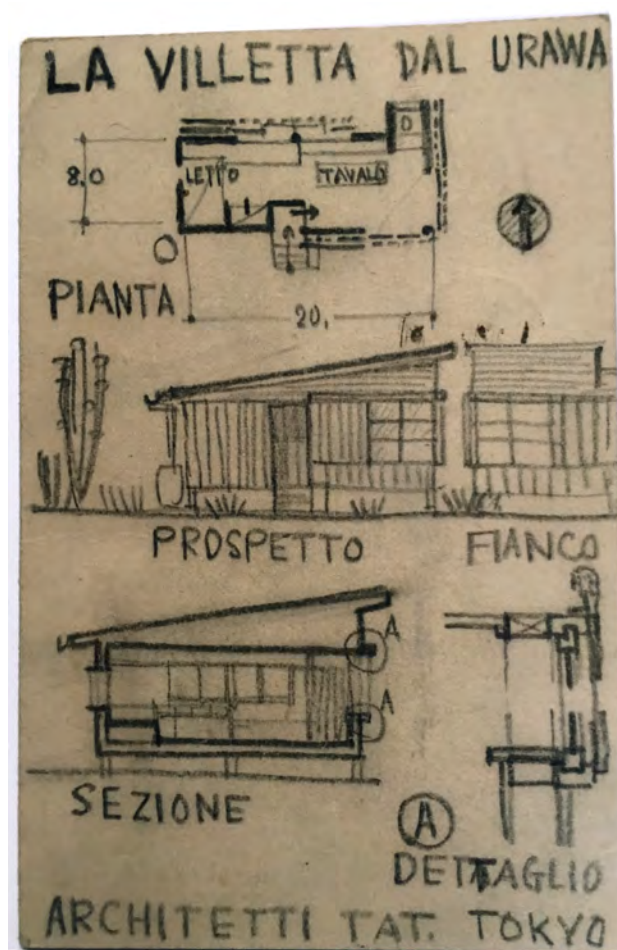 LA VILLETTA DAL URAWA
8.0
LETTO
TAVALO
PIANTA
20.
PROSPETTO
FIANCO
A
A
SEZIONE
A
DETTAGLIO
ARCHITETTI TAT. TOKYO